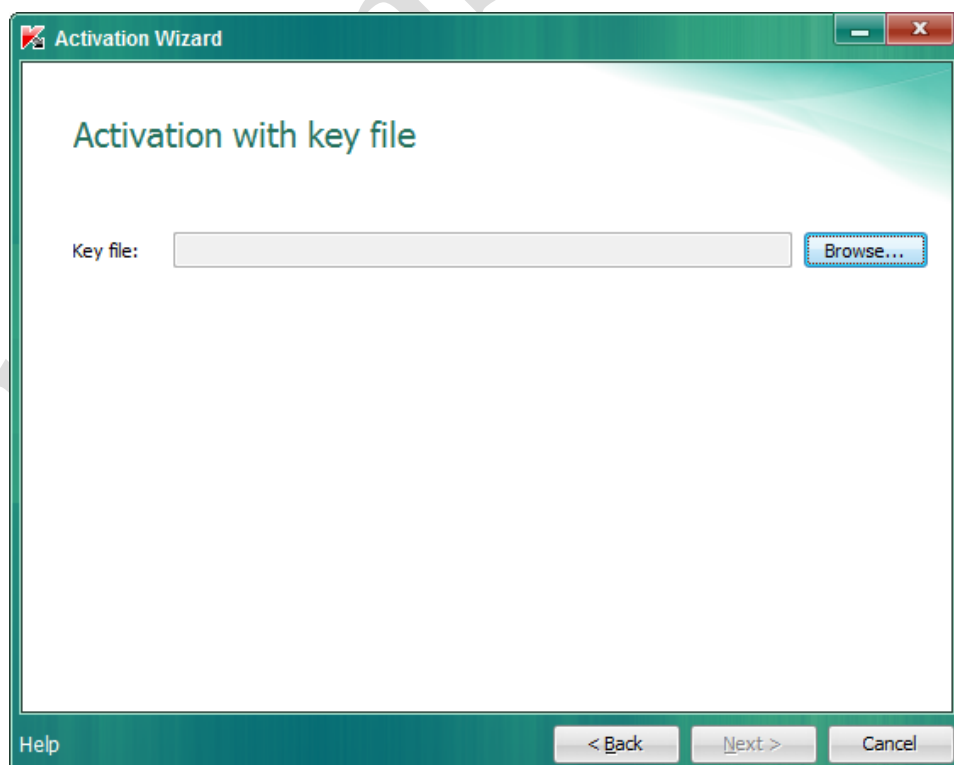 Activation Wizard
Activation with key file
Key file:
Browse...
Help
< Back
Next >
Cancel